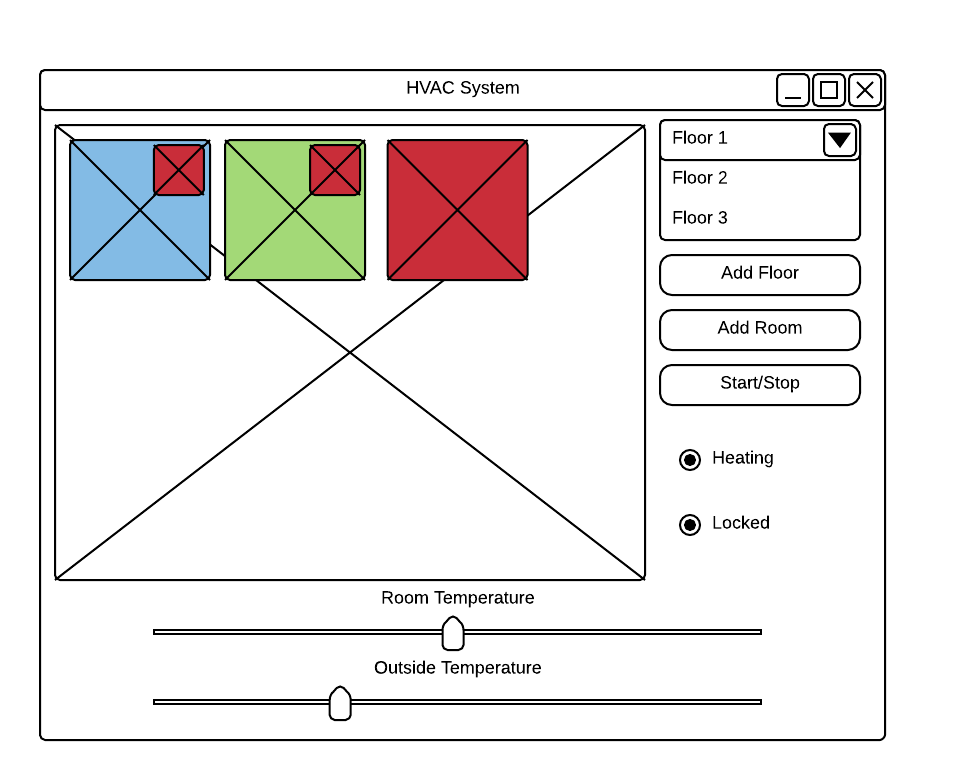 HVAC System
Floor 1
Floor 2
Floor 3
Add Floor
Add Room
Start/Stop
Heating
Locked
Room Temperature
Outside Temperature